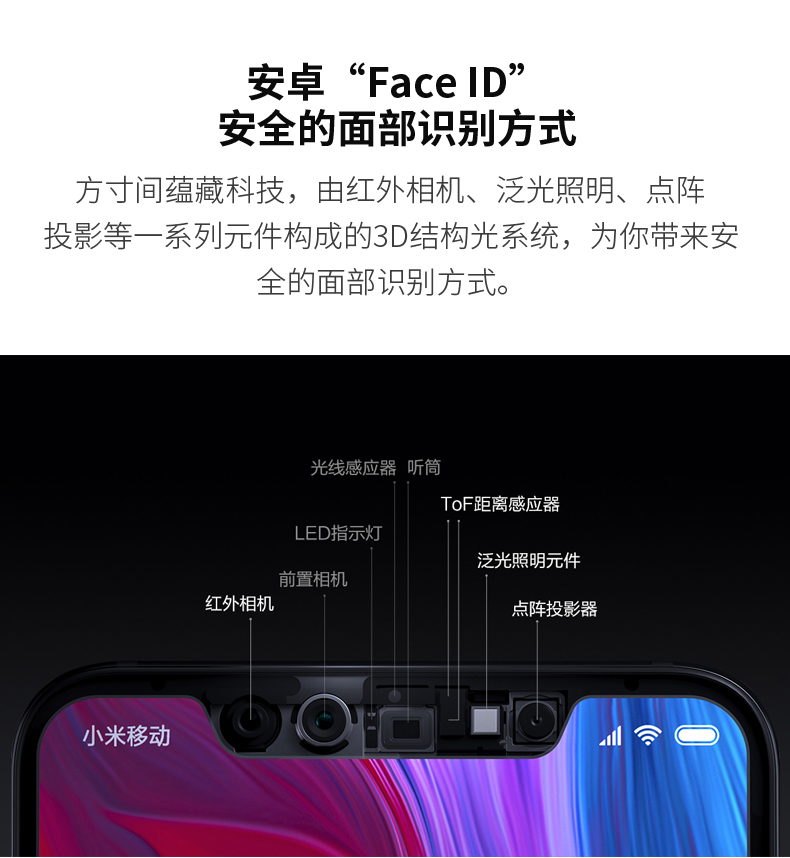 安卓“Face ID”
安全的面部识别方式
方寸间蕴藏科技，由红外相机、泛光照明、点阵
投影等一系列元件构成的3D结构光系统，为你带来安
全的面部识别方式。
光线感应器 听筒
ToF距离感应器
LED指示灯
泛光照明元件
前置相机
红外相机
点阵投影器
小米移动